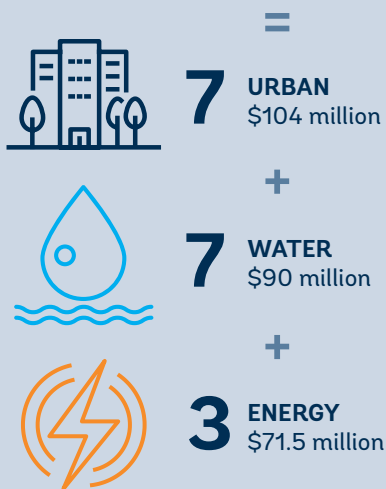 =
7 URBAN
$104 million
+
7 WATER
$90 million
+
3 ENERGY
$71.5 million